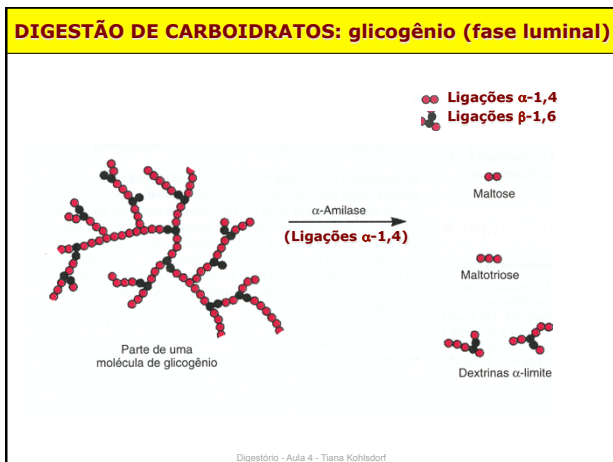 DIGESTÃO DE CARBOIDRATOS: glicogênio (fase luminal)
Ligações α-1,4
Ligações β-1,6
α-Amilase
(Ligações α-1,4)
Maltose
Maltotriose
Parte de uma
molécula de glicogênio
Dextrinas α-limite
Digestório - Aula 4 - Tiana Kohlsdorf